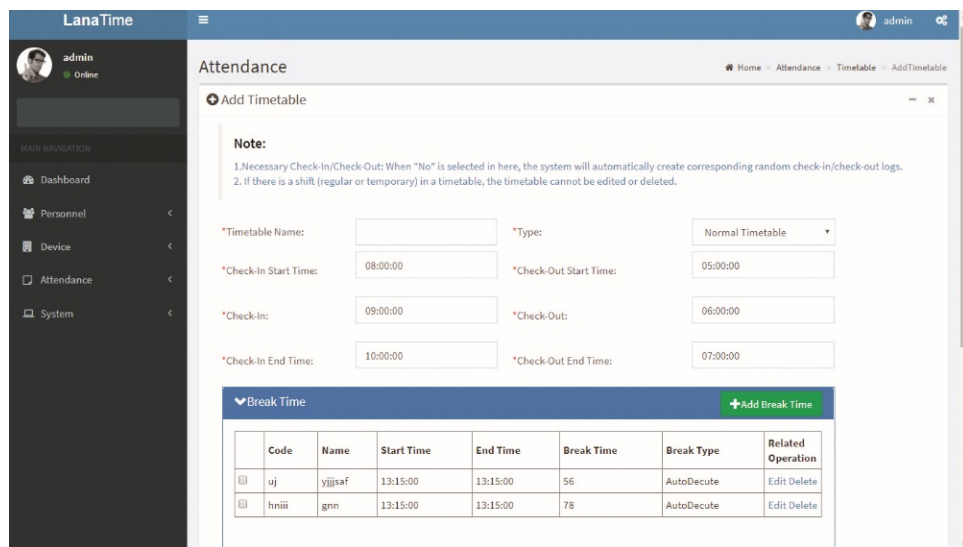 LanaTime
admin
admin
Online
Attendance
Home > Attendance > Timetable > AddTimetable
Add Timetable
MAIN NAVIGATION
Dashboard
Personnel
Device
Attendance
System
Note:
1.Necessary Check-In/Check-Out: When "No" is selected in here, the system will automatically create corresponding random check-in/check-out logs.
2. If there is a shift (regular or temporary) in a timetable, the timetable cannot be edited or deleted.
*Timetable Name: *Type: Normal Timetable
*Check-In Start Time: 08:00:00 *Check-Out Start Time: 05:00:00
*Check-In: 09:00:00 *Check-Out: 06:00:00
*Check-In End Time: 10:00:00 *Check-Out End Time: 07:00:00
Break Time Add Break Time
Code Name Start Time End Time Break Time Break Type Related Operation
uj yjjjsaf 13:15:00 13:15:00 56 AutoDecute Edit Delete
hniii gnn 13:15:00 13:15:00 78 AutoDecute Edit Delete